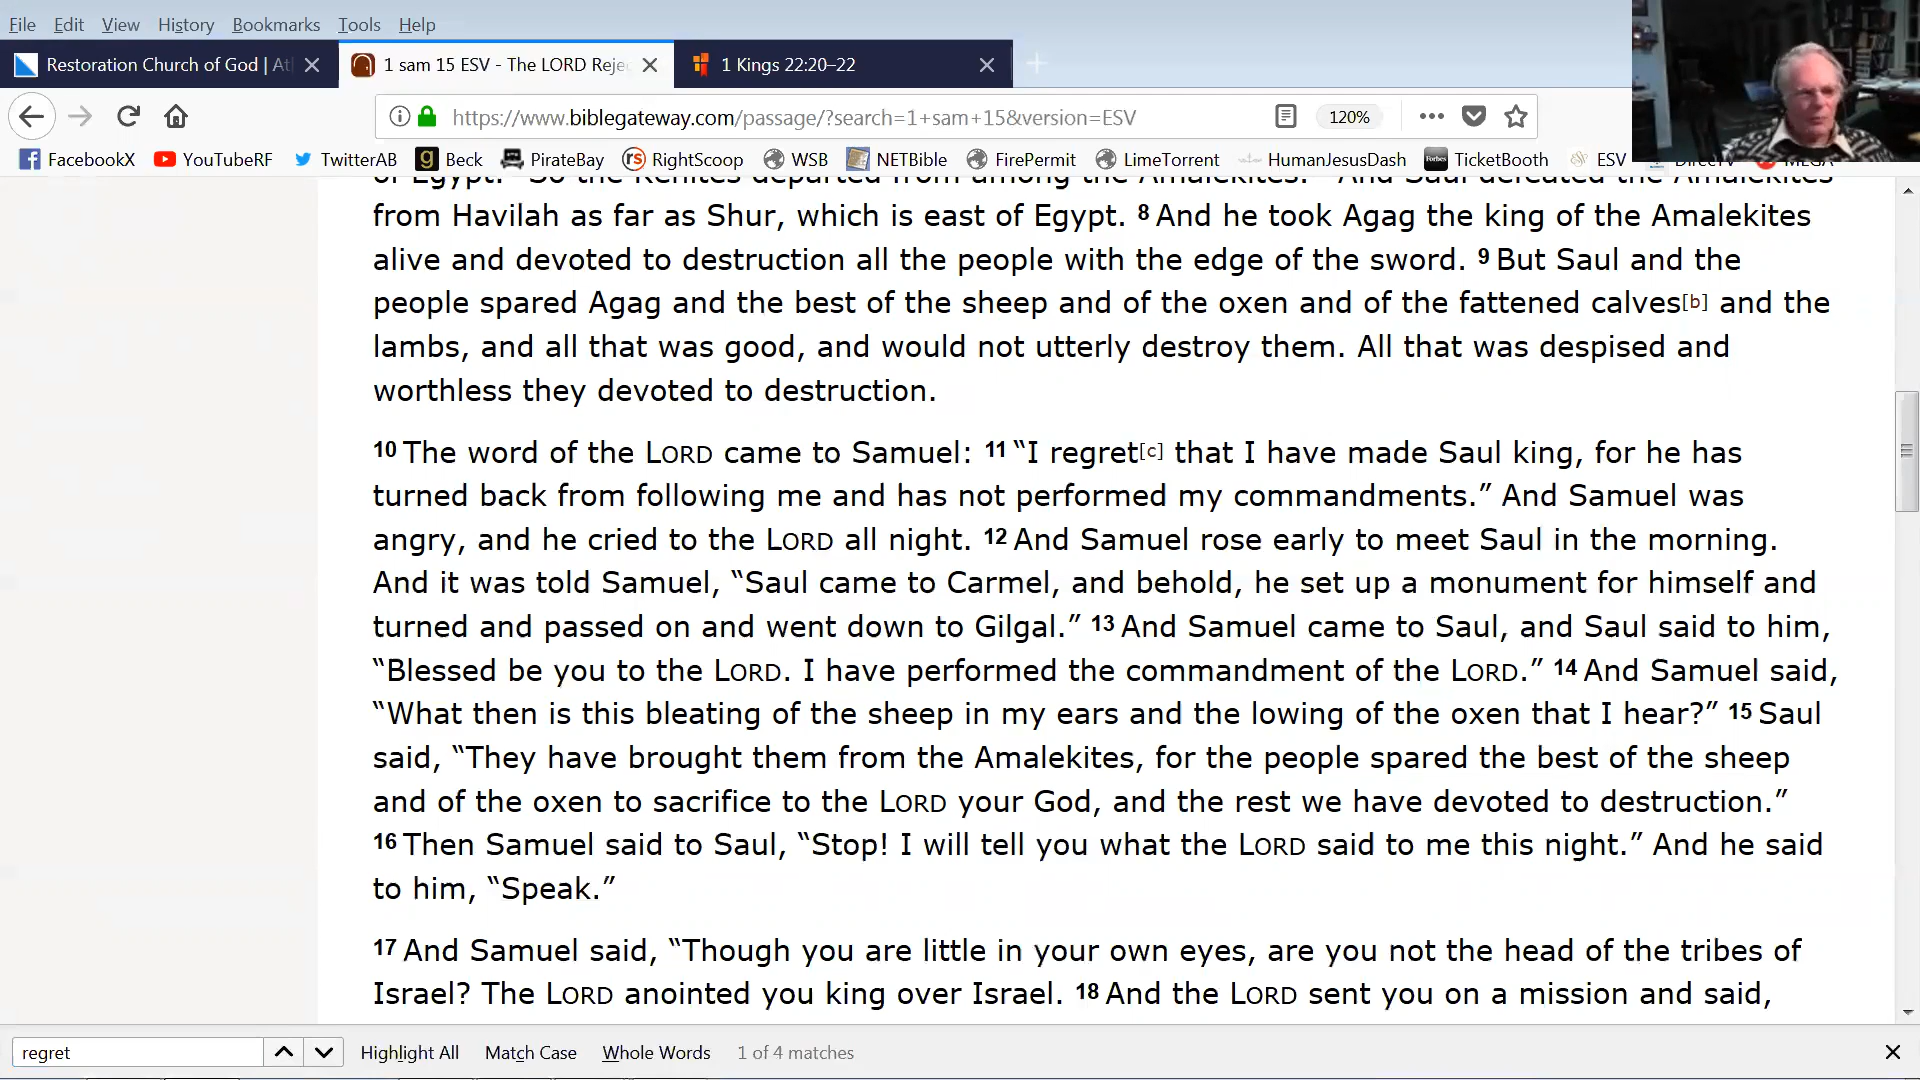 File Edit View History Bookmarks Tools Help
Restoration Church of God | Atl
1 sam 15 ESV - The LORD Rejec
1 Kings 22:20–22
https://www.biblegateway.com/passage/?search=1+sam+15&version=ESV 120%
FacebookX YouTubeRF TwitterAB Beck PirateBay RightScoop WSB NETBible FirePermit LimeTorrent HumanJesusDash TicketBooth ESV DirecTV MEGA
of Egypt.” So the Kenites departed from among the Amalekites. And Saul defeated the Amalekites
from Havilah as far as Shur, which is east of Egypt. 8 And he took Agag the king of the Amalekites
alive and devoted to destruction all the people with the edge of the sword. 9 But Saul and the
people spared Agag and the best of the sheep and of the oxen and of the fattened calves[b] and the
lambs, and all that was good, and would not utterly destroy them. All that was despised and
worthless they devoted to destruction.
10 The word of the LORD came to Samuel: 11 “I regret[c] that I have made Saul king, for he has
turned back from following me and has not performed my commandments.” And Samuel was
angry, and he cried to the LORD all night. 12 And Samuel rose early to meet Saul in the morning.
And it was told Samuel, “Saul came to Carmel, and behold, he set up a monument for himself and
turned and passed on and went down to Gilgal.” 13 And Samuel came to Saul, and Saul said to him,
“Blessed be you to the LORD. I have performed the commandment of the LORD.” 14 And Samuel said,
“What then is this bleating of the sheep in my ears and the lowing of the oxen that I hear?” 15 Saul
said, “They have brought them from the Amalekites, for the people spared the best of the sheep
and of the oxen to sacrifice to the LORD your God, and the rest we have devoted to destruction.”
16 Then Samuel said to Saul, “Stop! I will tell you what the LORD said to me this night.” And he said
to him, “Speak.”
17 And Samuel said, “Though you are little in your own eyes, are you not the head of the tribes of
Israel? The LORD anointed you king over Israel. 18 And the LORD sent you on a mission and said,
regret Highlight All Match Case Whole Words 1 of 4 matches